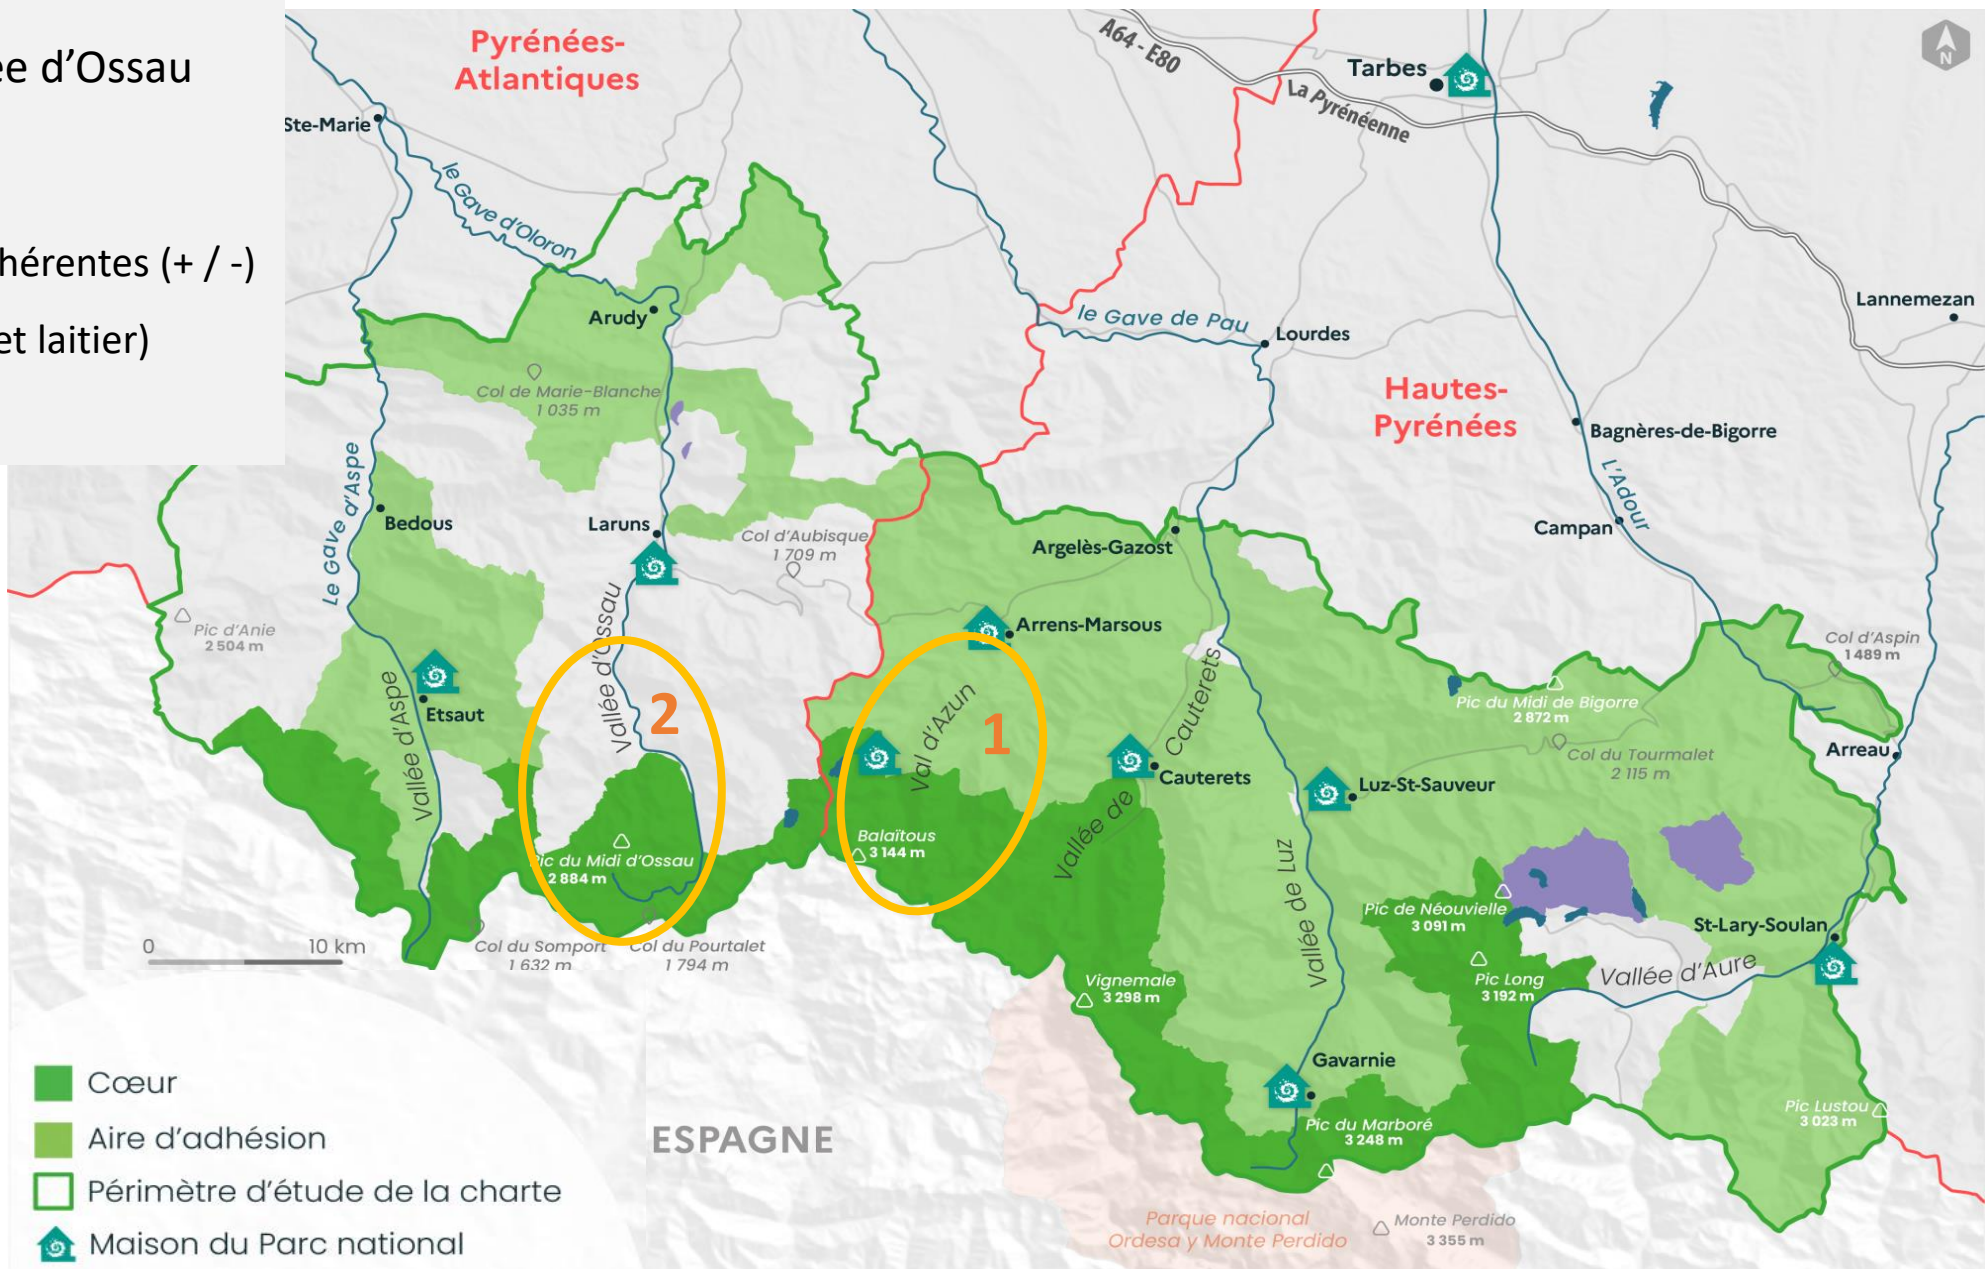 ée d'Ossau
hérentes (+ / -)
et laitier)
Pyrénées-
Atlantiques
A64 - E80
La Pyrénéenne
Tarbes
N
Ste-Marie
le Gave d'Oloron
Arudy
le Gave de Pau
Lourdes
Lannemezan
Hautes-
Pyrénées
Col de Marie-Blanche
1 035 m
Bagnères-de-Bigorre
L'Adour
Le Gave d'Aspe
Bedous
Laruns
Col d'Aubisque
1 709 m
Argelès-Gazost
Campan
Pic d'Anie
2 504 m
Vallée d'Ossau
Arrens-Marsous
Col d'Aspin
1 489 m
Etsaut
Vallée d'Aspe
2
Val d'Azun
1
Vallée de Cauterets
Cauterets
Pic du Midi de Bigorre
2 872 m
Col du Tourmalet
2 115 m
Arreau
Luz-St-Sauveur
Vallée de Luz
Balaïtous
3 144 m
Pic du Midi d'Ossau
2 884 m
Pic de Néouvielle
3 091 m
St-Lary-Soulan
0 10 km
Col du Somport
1 632 m
Col du Pourtalet
1 794 m
Vignemale
3 298 m
Pic Long
3 192 m
Vallée d'Aure
Gavarnie
Pic du Marboré
3 248 m
Pic Lustou
3 023 m
ESPAGNE
Parque nacional
Ordesa y Monte Perdido
Monte Perdido
3 355 m
Cœur
Aire d'adhésion
Périmètre d'étude de la charte
Maison du Parc national